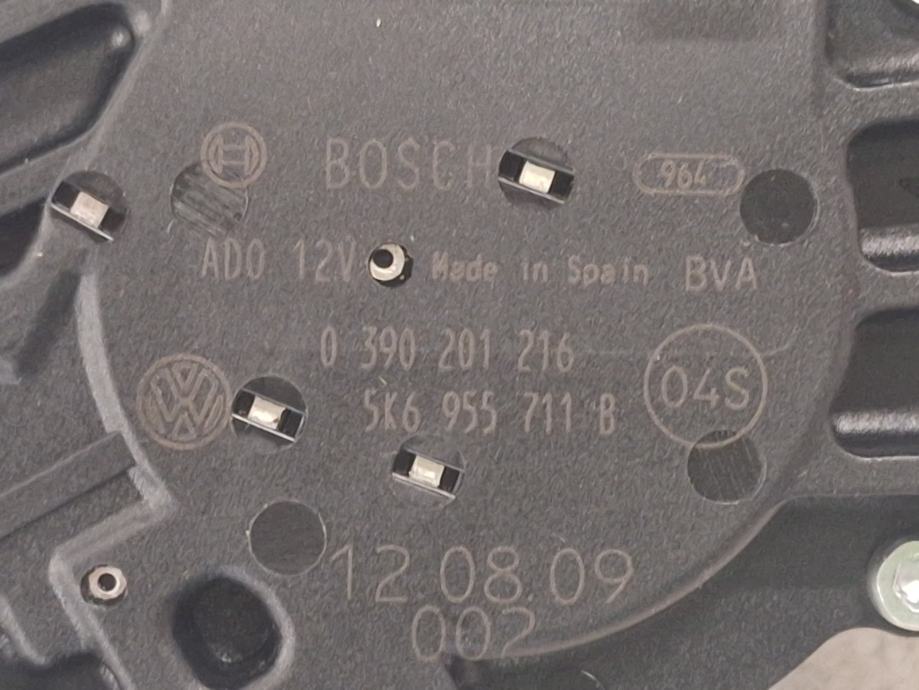 BOSCH 964
ADO 12V Made in Spain BVA
0 390 201 216
5K6 955 711 B 04S
12.08.09
002